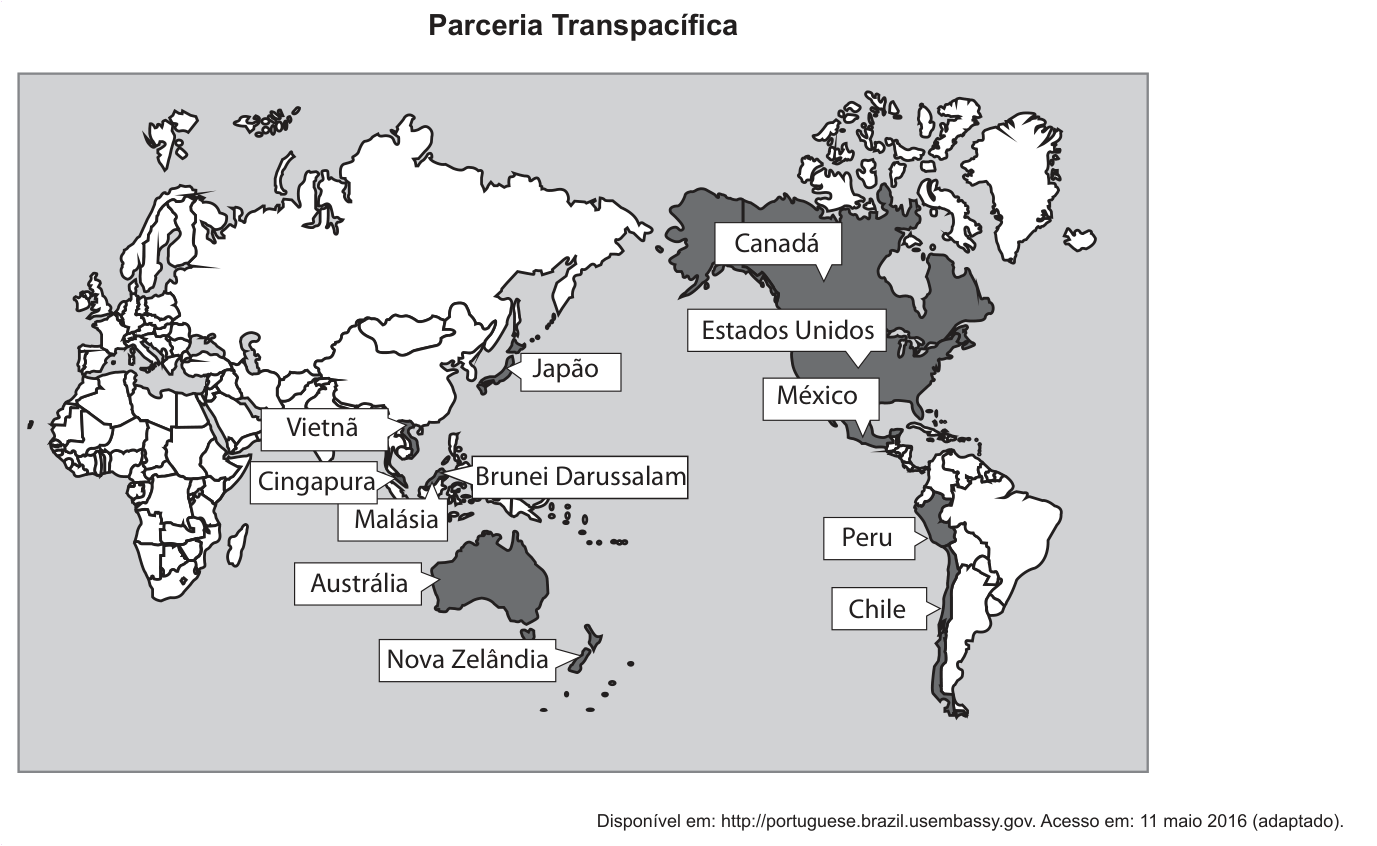 Parceria Transpacífica
Canadá
Estados Unidos
Japão
México
Vietnã
Brunei Darussalam
Cingapura
Malásia
Peru
Austrália
Chile
Nova Zelândia
Disponível em: http://portuguese.brazil.usembassy.gov. Acesso em: 11 maio 2016 (adaptado).